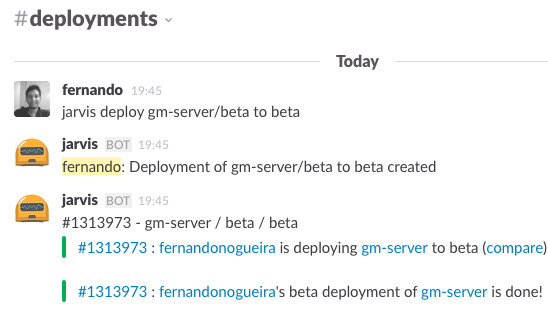 #deployments
Today
fernando 19:45
jarvis deploy gm-server/beta to beta
jarvis BOT 19:45
fernando: Deployment of gm-server/beta to beta created
jarvis BOT 19:45
#1313973 - gm-server / beta / beta
#1313973 : fernandonogueira is deploying gm-server to beta (compare)
#1313973 : fernandonogueira's beta deployment of gm-server is done!